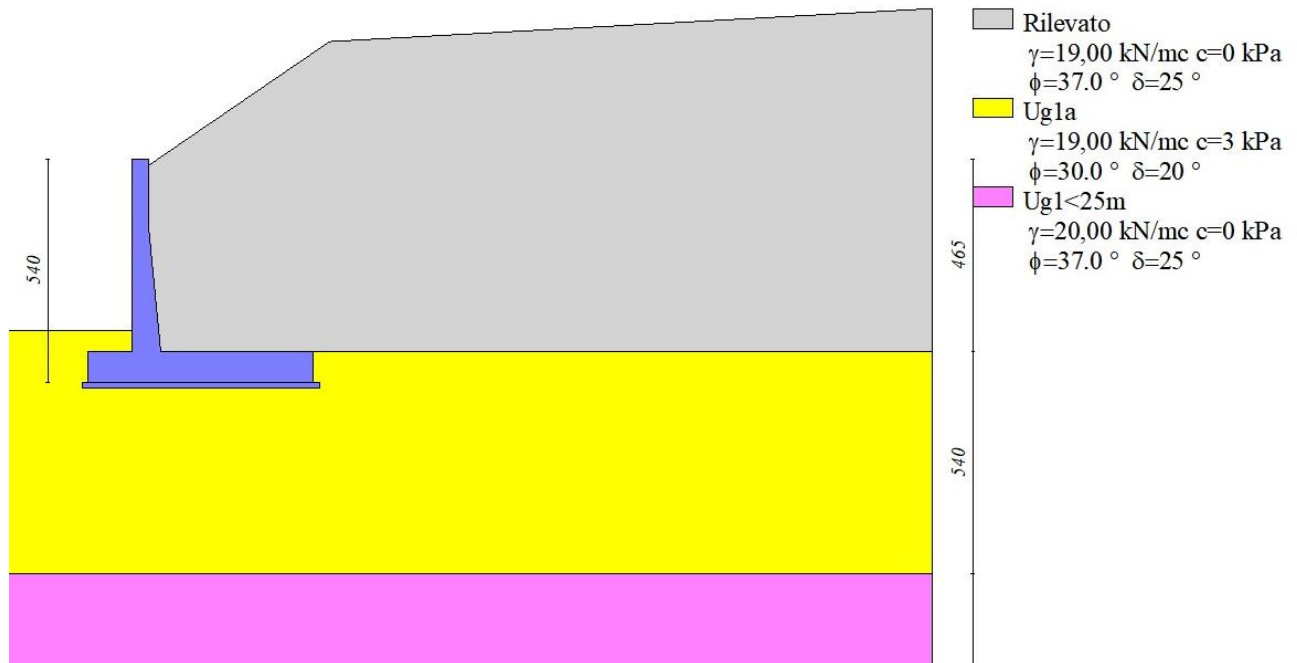 Rilevato
γ=19,00 kN/mc c=0 kPa
ϕ=37.0 ° δ=25 °
Ug1a
γ=19,00 kN/mc c=3 kPa
ϕ=30.0 ° δ=20 °
Ug1<25m
γ=20,00 kN/mc c=0 kPa
ϕ=37.0 ° δ=25 °
540
465
540